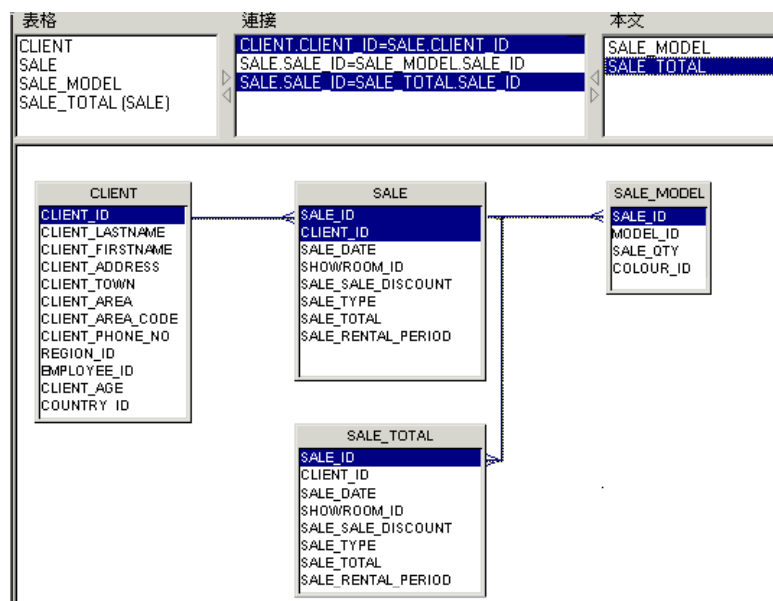 表格
連接
本文
CLIENT
SALE
SALE_MODEL
SALE_TOTAL (SALE)
CLIENT.CLIENT_ID=SALE.CLIENT_ID
SALE.SALE_ID=SALE_MODEL.SALE_ID
SALE.SALE_ID=SALE_TOTAL.SALE_ID
SALE_MODEL
SALE_TOTAL
CLIENT
CLIENT_ID
CLIENT_LASTNAME
CLIENT_FIRSTNAME
CLIENT_ADDRESS
CLIENT_TOWN
CLIENT_AREA
CLIENT_AREA_CODE
CLIENT_PHONE_NO
REGION_ID
EMPLOYEE_ID
CLIENT_AGE
COUNTRY_ID
SALE
SALE_ID
CLIENT_ID
SALE_DATE
SHOWROOM_ID
SALE_SALE_DISCOUNT
SALE_TYPE
SALE_TOTAL
SALE_RENTAL_PERIOD
SALE_MODEL
SALE_ID
MODEL_ID
SALE_QTY
COLOUR_ID
SALE_TOTAL
SALE_ID
CLIENT_ID
SALE_DATE
SHOWROOM_ID
SALE_SALE_DISCOUNT
SALE_TYPE
SALE_TOTAL
SALE_RENTAL_PERIOD